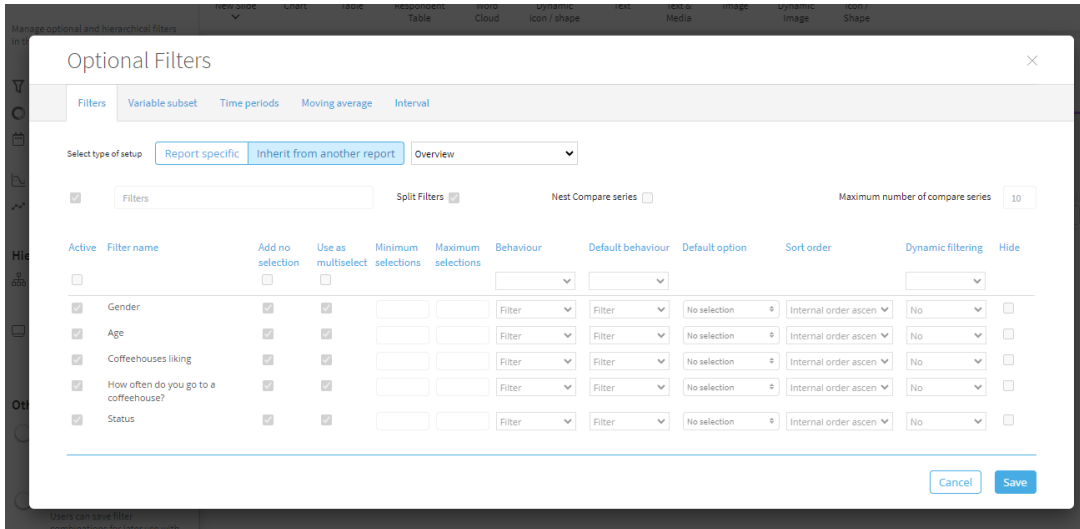 New Slide Chart Table Respondent Word Dynamic Text Text & Image Dynamic Icon /
Table Cloud Icon / shape Media Image Shape
Manage optional and hierarchical filters
in th
Optional Filters
Filters Variable subset Time periods Moving average Interval
Select type of setup Report specific Inherit from another report Overview
Filters Split Filters Nest Compare series Maximum number of compare series 10
Active Filter name Add no Use as Minimum Maximum Behaviour Default behaviour Default option Sort order Dynamic filtering Hide
selection multiselect selections selections
Hie
Gender Filter Filter No selection Internal order ascen No
Age Filter Filter No selection Internal order ascen No
Coffeehouses liking Filter Filter No selection Internal order ascen No
How often do you go to a Filter Filter No selection Internal order ascen No
coffeehouse?
Oth
Status Filter Filter No selection Internal order ascen No
Cancel Save
Users can save filter
combinations for later use with